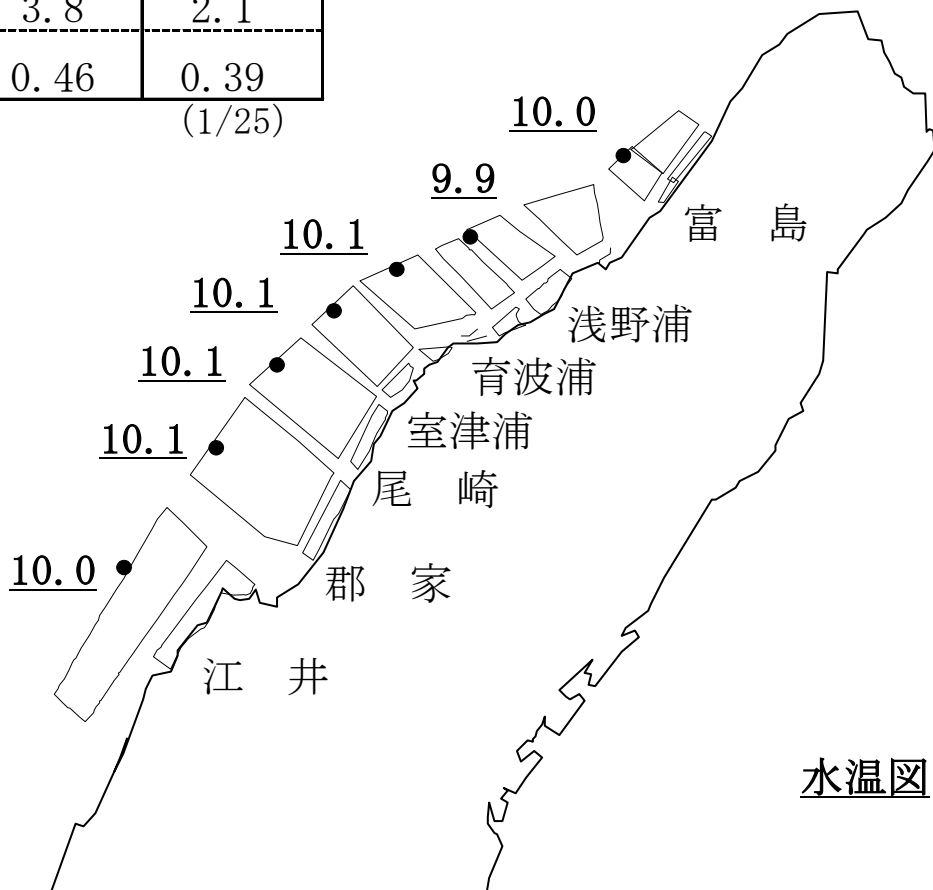 3.8 2.1
0.46 0.39
(1/25)
10.0
9.9
富 島
10.1
10.1
浅野浦
10.1
育波浦
10.1
室津浦
尾 崎
10.0
郡 家
江 井
水温図